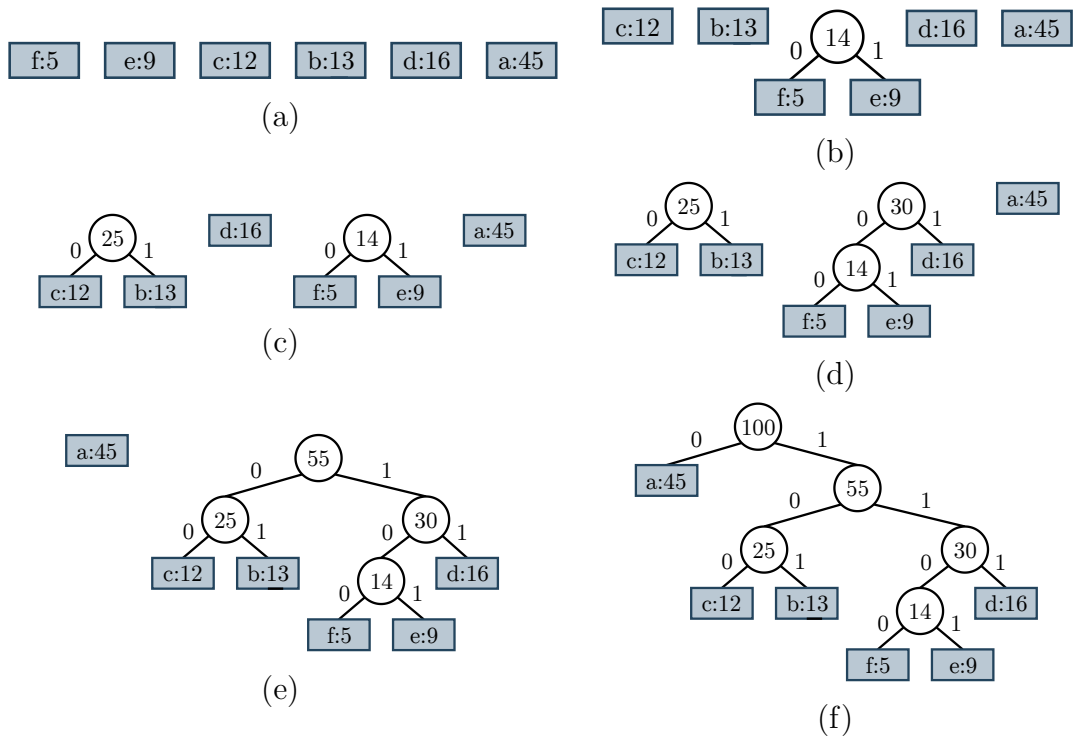 f:5 e:9 c:12 b:13 d:16 a:45
(a)
c:12 b:13 14 d:16 a:45
0 1
f:5 e:9
(b)
25 d:16 14 a:45
0 1 0 1
c:12 b:13 f:5 e:9
(c)
25 30 a:45
0 1 0 1
c:12 b:13 14 d:16
0 1
f:5 e:9
(d)
a:45 55
0 1
25 30
0 1 0 1
c:12 b:13 14 d:16
0 1
f:5 e:9
(e)
100
0 1
a:45 55
0 1
25 30
0 1 0 1
c:12 b:13 14 d:16
0 1
f:5 e:9
(f)